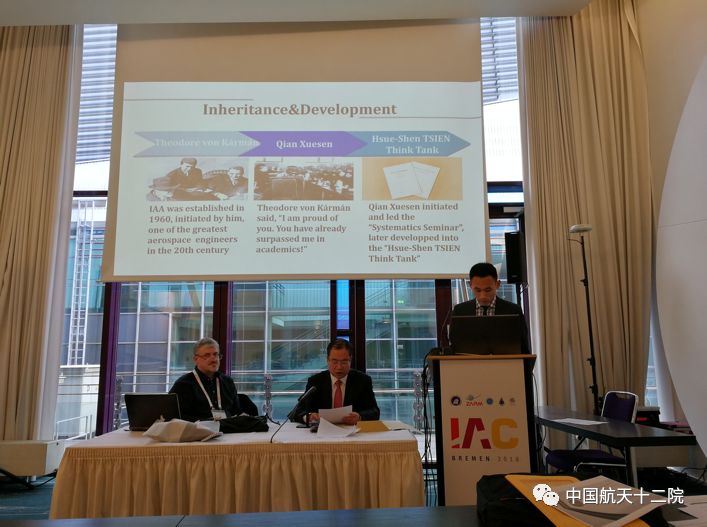 Inheritance&Development
Theodore von Kármán
Qian Xuesen
Hsue-Shen TSIEN
Think Tank
IAA was established in
1960, initiated by him,
one of the greatest
aerospace engineers
in the 20th century
Theodore von Kármán
said, “I am proud of
you. You have already
surpassed me in
academics!”
Qian Xuesen initiated
and led the
“Systematics Seminar”,
later developped into
the “Hsue-Shen TSIEN
Think Tank”
ZARM
IAC
BREMEN 2018
中国航天十二院